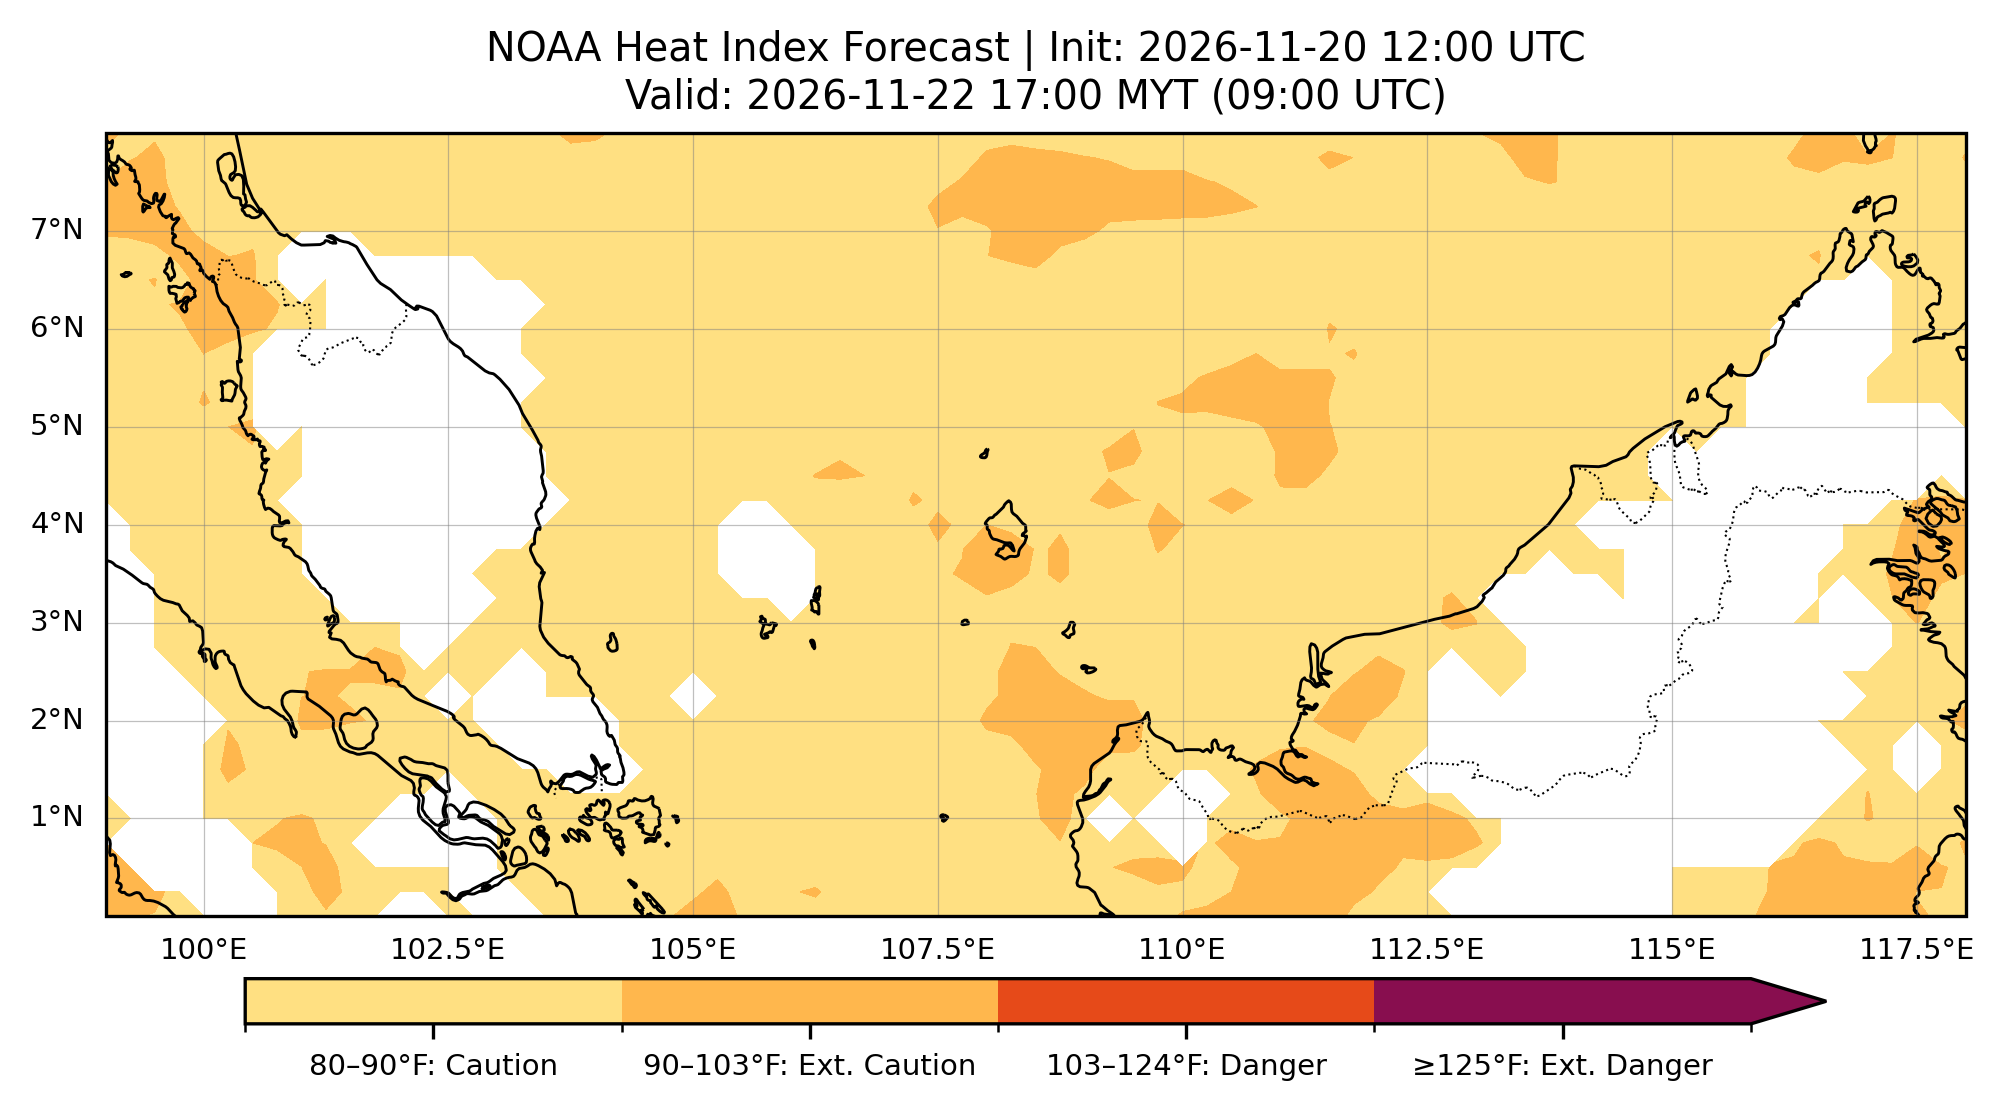 NOAA Heat Index Forecast | Init: 2026-11-20 12:00 UTC
Valid: 2026-11-22 17:00 MYT (09:00 UTC)
7°N
6°N
5°N
4°N
3°N
2°N
1°N
100°E 102.5°E 105°E 107.5°E 110°E 112.5°E 115°E 117.5°E
80–90°F: Caution 90–103°F: Ext. Caution 103–124°F: Danger ≥125°F: Ext. Danger